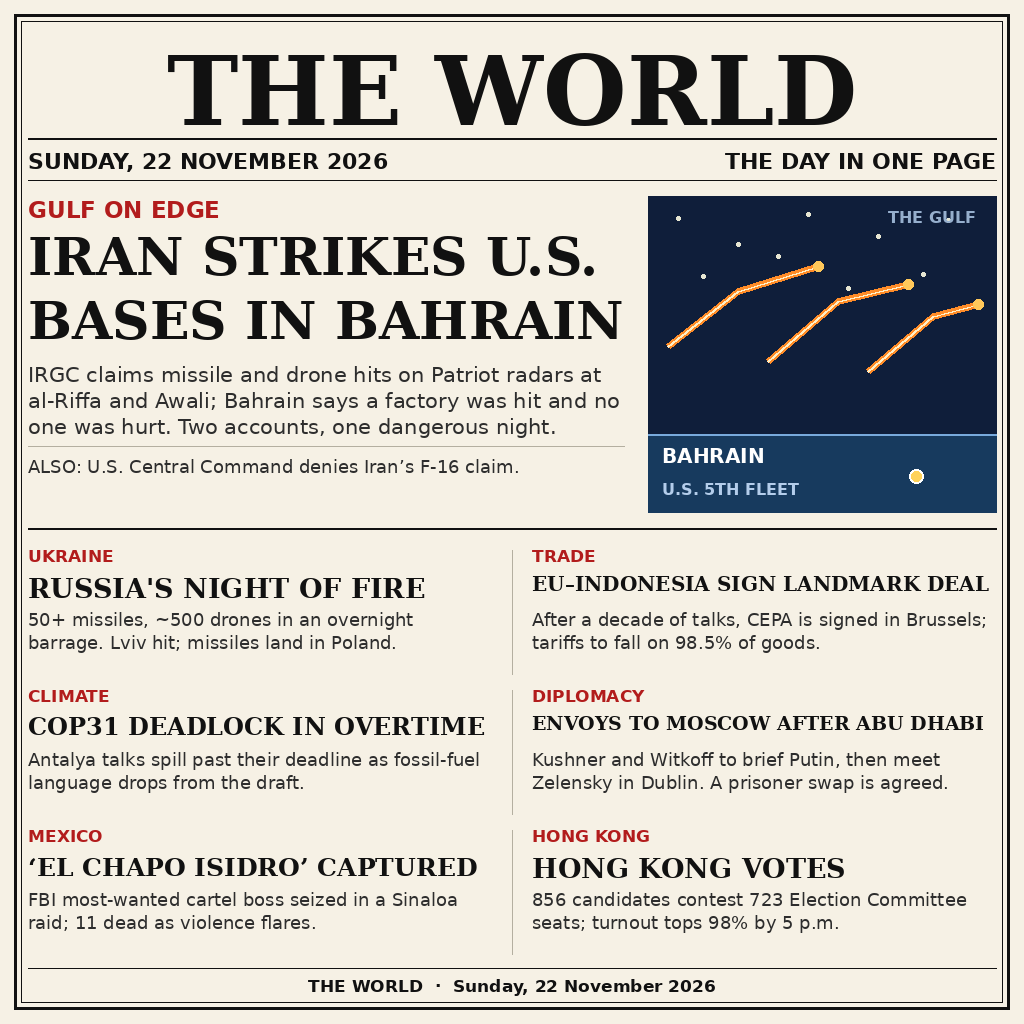 THE WORLD
SUNDAY, 22 NOVEMBER 2026
THE DAY IN ONE PAGE
GULF ON EDGE
IRAN STRIKES U.S.
BASES IN BAHRAIN
IRGC claims missile and drone hits on Patriot radars at
al-Riffa and Awali; Bahrain says a factory was hit and no
one was hurt. Two accounts, one dangerous night.
ALSO: U.S. Central Command denies Iran’s F-16 claim.
THE GULF
BAHRAIN
U.S. 5TH FLEET
UKRAINE
RUSSIA'S NIGHT OF FIRE
50+ missiles, ~500 drones in an overnight
barrage. Lviv hit; missiles land in Poland.
TRADE
EU–INDONESIA SIGN LANDMARK DEAL
After a decade of talks, CEPA is signed in Brussels;
tariffs to fall on 98.5% of goods.
CLIMATE
COP31 DEADLOCK IN OVERTIME
Antalya talks spill past their deadline as fossil-fuel
language drops from the draft.
DIPLOMACY
ENVOYS TO MOSCOW AFTER ABU DHABI
Kushner and Witkoff to brief Putin, then meet
Zelensky in Dublin. A prisoner swap is agreed.
MEXICO
‘EL CHAPO ISIDRO’ CAPTURED
FBI most-wanted cartel boss seized in a Sinaloa
raid; 11 dead as violence flares.
HONG KONG
HONG KONG VOTES
856 candidates contest 723 Election Committee
seats; turnout tops 98% by 5 p.m.
THE WORLD · Sunday, 22 November 2026